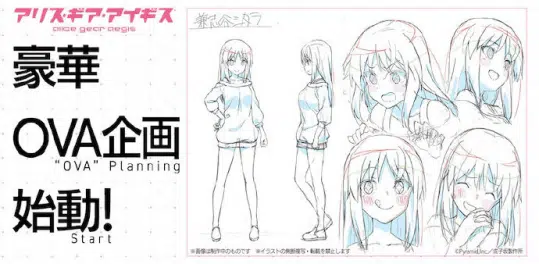 アリス・ギア・アイギス
alice gear aegis
豪華
OVA企画
"OVA" Planning
始動!
Start
※画像は制作中のものです ※イラストの無断複写・転載を禁止します